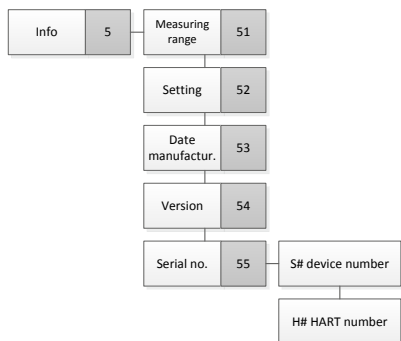 Info 5 Measuring 51
range
Setting 52
Date 53
manufactur.
Version 54
Serial no. 55 S# device number
H# HART number